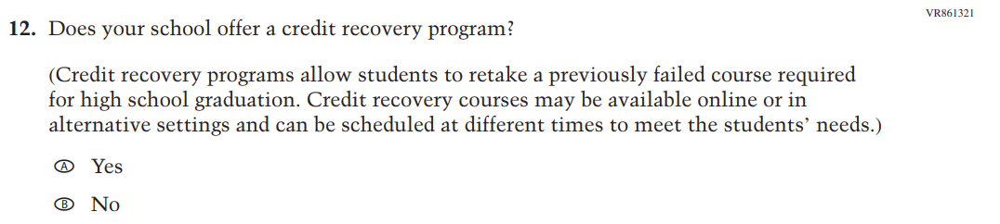 VR861321
12. Does your school offer a credit recovery program?
(Credit recovery programs allow students to retake a previously failed course required
for high school graduation. Credit recovery courses may be available online or in
alternative settings and can be scheduled at different times to meet the students’ needs.)
A Yes
B No